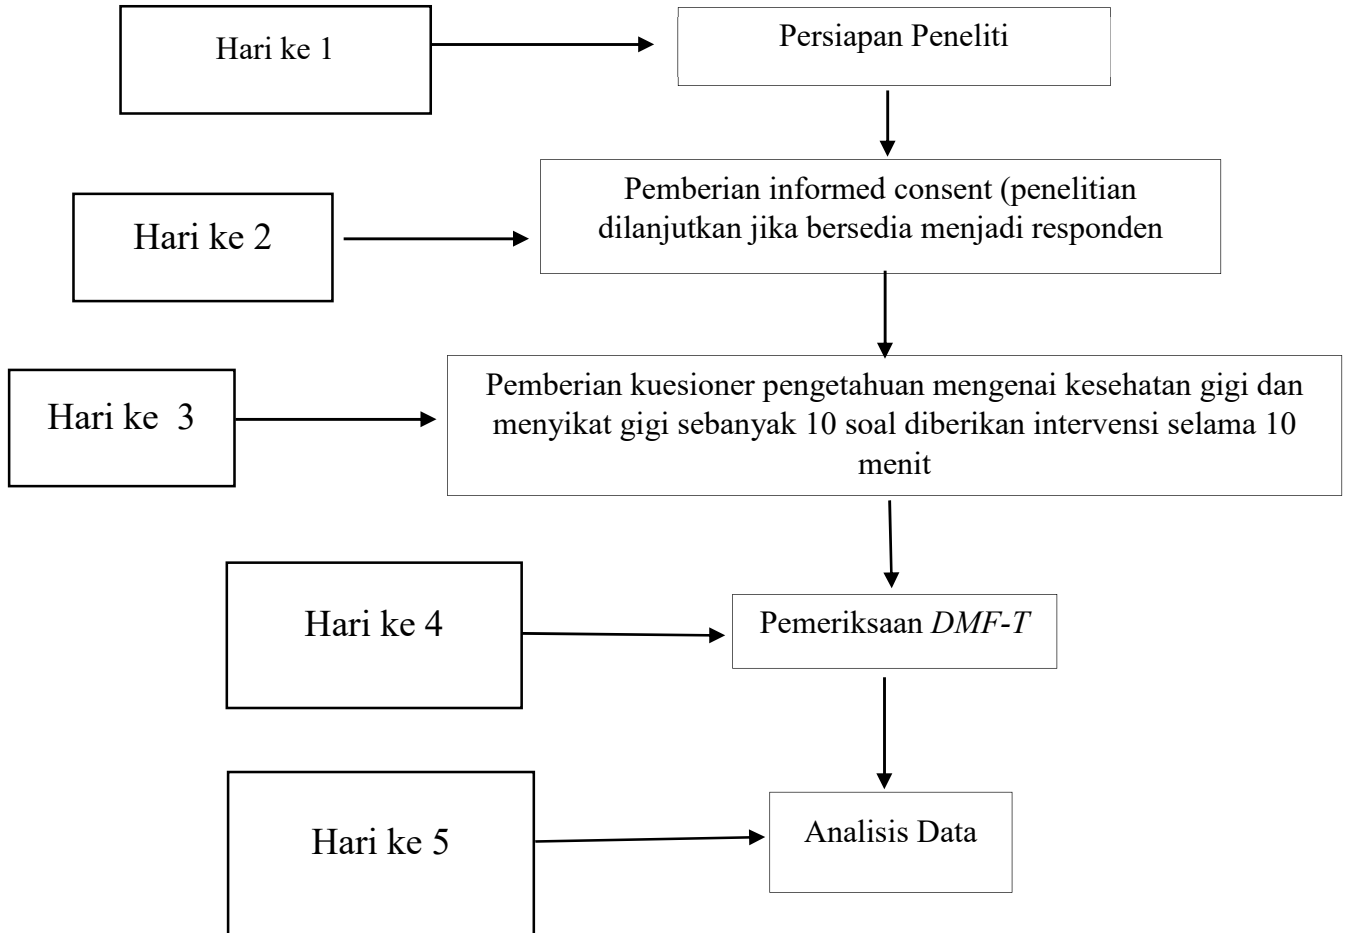 Hari ke 1
Persiapan Peneliti
Hari ke 2
Pemberian informed consent (penelitian
dilanjutkan jika bersedia menjadi responden
Hari ke 3
Pemberian kuesioner pengetahuan mengenai kesehatan gigi dan
menyikat gigi sebanyak 10 soal diberikan intervensi selama 10
menit
Hari ke 4
Pemeriksaan DMF-T
Hari ke 5
Analisis Data